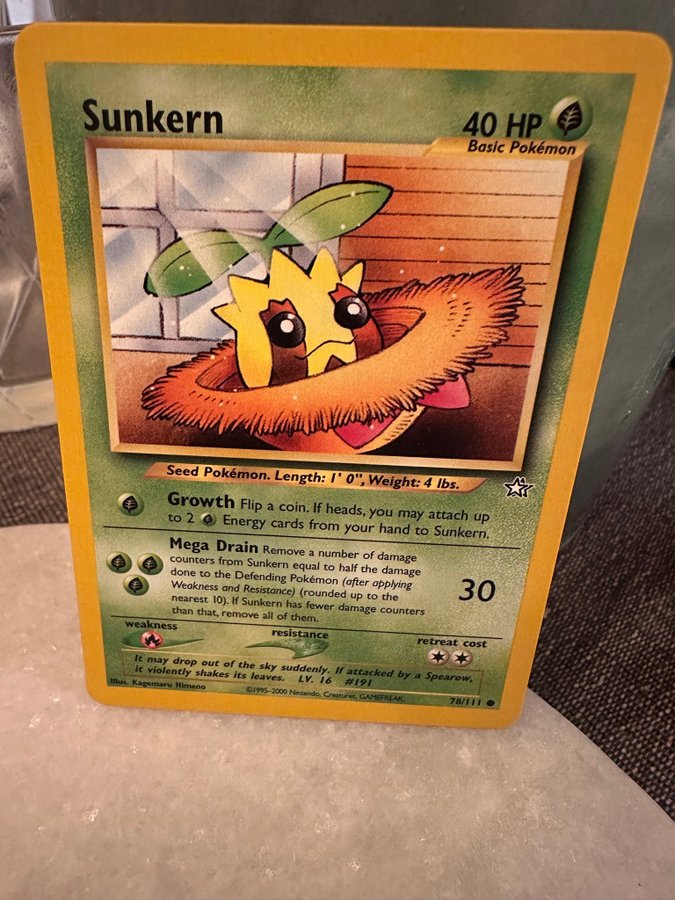 Sunkern
40 HP
Basic Pokémon
Seed Pokémon. Length: 1' 0", Weight: 4 lbs.
Growth Flip a coin. If heads, you may attach up
to 2 Energy cards from your hand to Sunkern.
Mega Drain Remove a number of damage
counters from Sunkern equal to half the damage
done to the Defending Pokémon (after applying
Weakness and Resistance) (rounded up to the
nearest 10). If Sunkern has fewer damage counters
than that, remove all of them.
30
weakness
resistance
retreat cost
It may drop out of the sky suddenly. If attacked by a Spearow,
it violently shakes its leaves. LV. 16 #191
Illus. Kagemaru Himeno
©1995-2000 Nintendo, Creatures, GAMEFREAK.
78/111